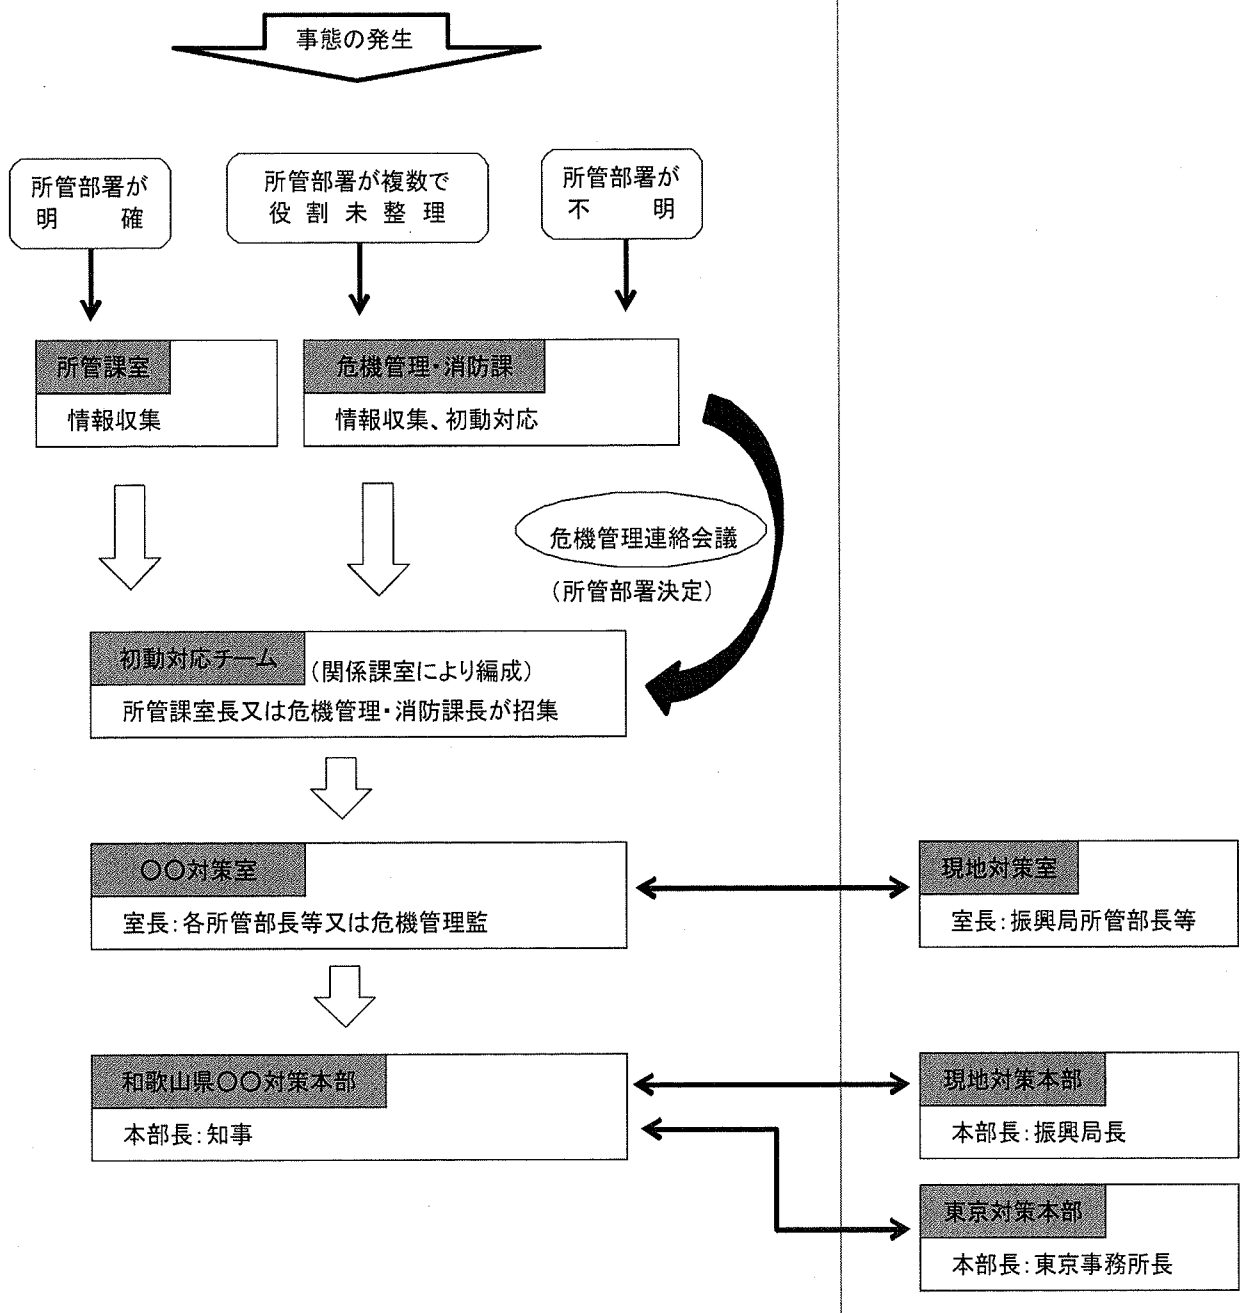 事態の発生
所管部署が
明　　確
所管部署が複数で
役割未整理
所管部署が
不　　明
所管課室
情報収集
危機管理・消防課
情報収集、初動対応
危機管理連絡会議
（所管部署決定）
初動対応チーム
（関係課室により編成）
所管課室長又は危機管理・消防課長が招集
〇〇対策室
室長：各所管部長等又は危機管理監
現地対策室
室長：振興局所管部長等
和歌山県〇〇対策本部
本部長：知事
現地対策本部
本部長：振興局長
東京対策本部
本部長：東京事務所長